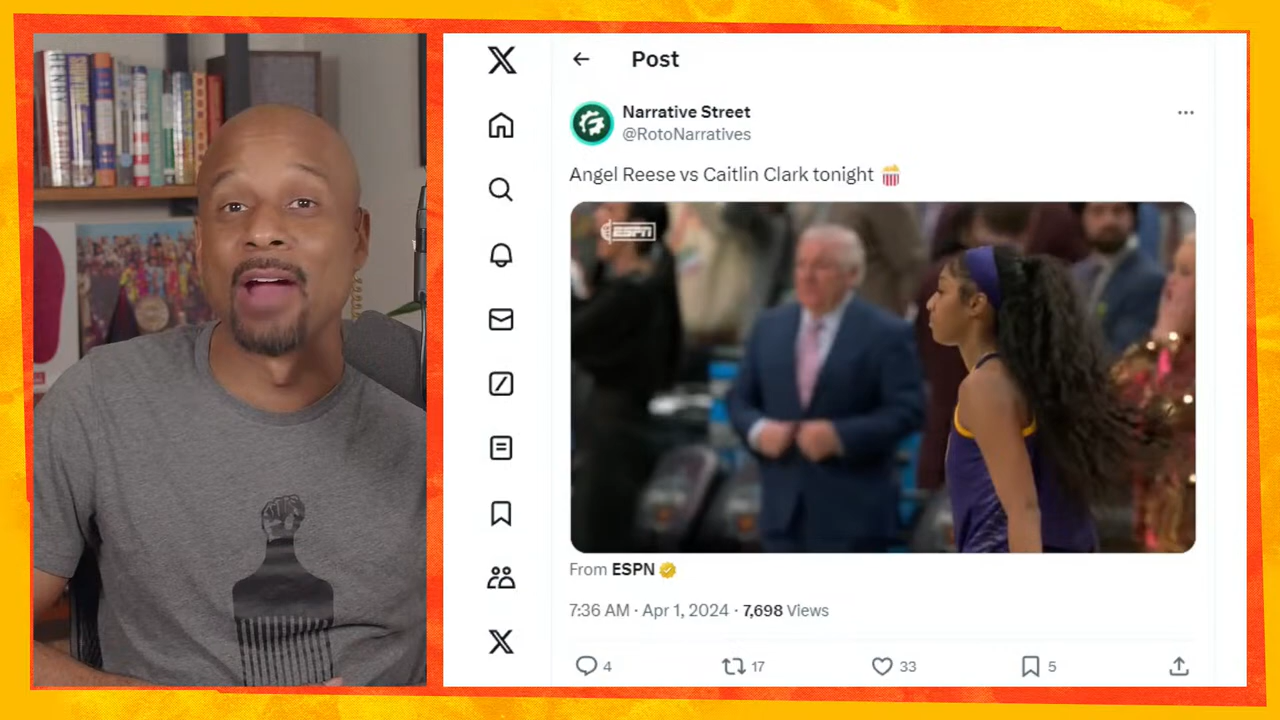 HENRY
Post
Narrative Street
@RotoNarratives
Angel Reese vs Caitlin Clark tonight
ESPN
From ESPN
7:36 AM · Apr 1, 2024 · 7,698 Views
4
17
33
5